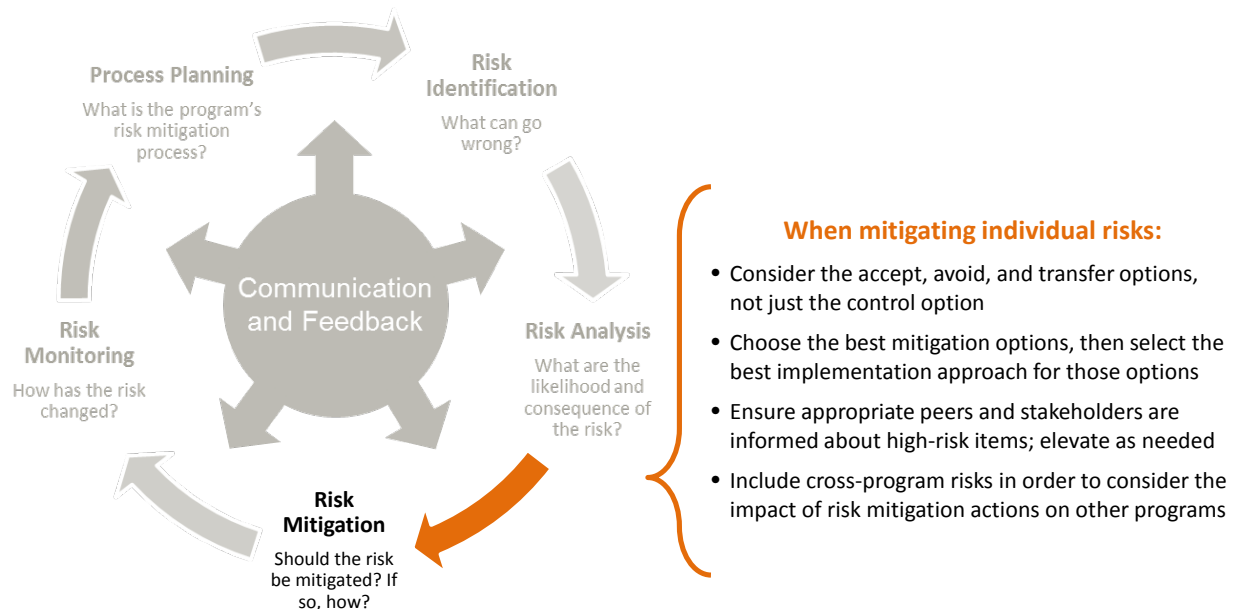 Process Planning
What is the program’s
risk mitigation
process?
Risk
Identification
What can go
wrong?
Communication
and Feedback
Risk
Monitoring
How has the risk
changed?
Risk Analysis
What are the
likelihood and
consequence of
the risk?
Risk
Mitigation
Should the risk
be mitigated? If
so, how?
When mitigating individual risks:
• Consider the accept, avoid, and transfer options,
not just the control option
• Choose the best mitigation options, then select the
best implementation approach for those options
• Ensure appropriate peers and stakeholders are
informed about high-risk items; elevate as needed
• Include cross-program risks in order to consider the
impact of risk mitigation actions on other programs